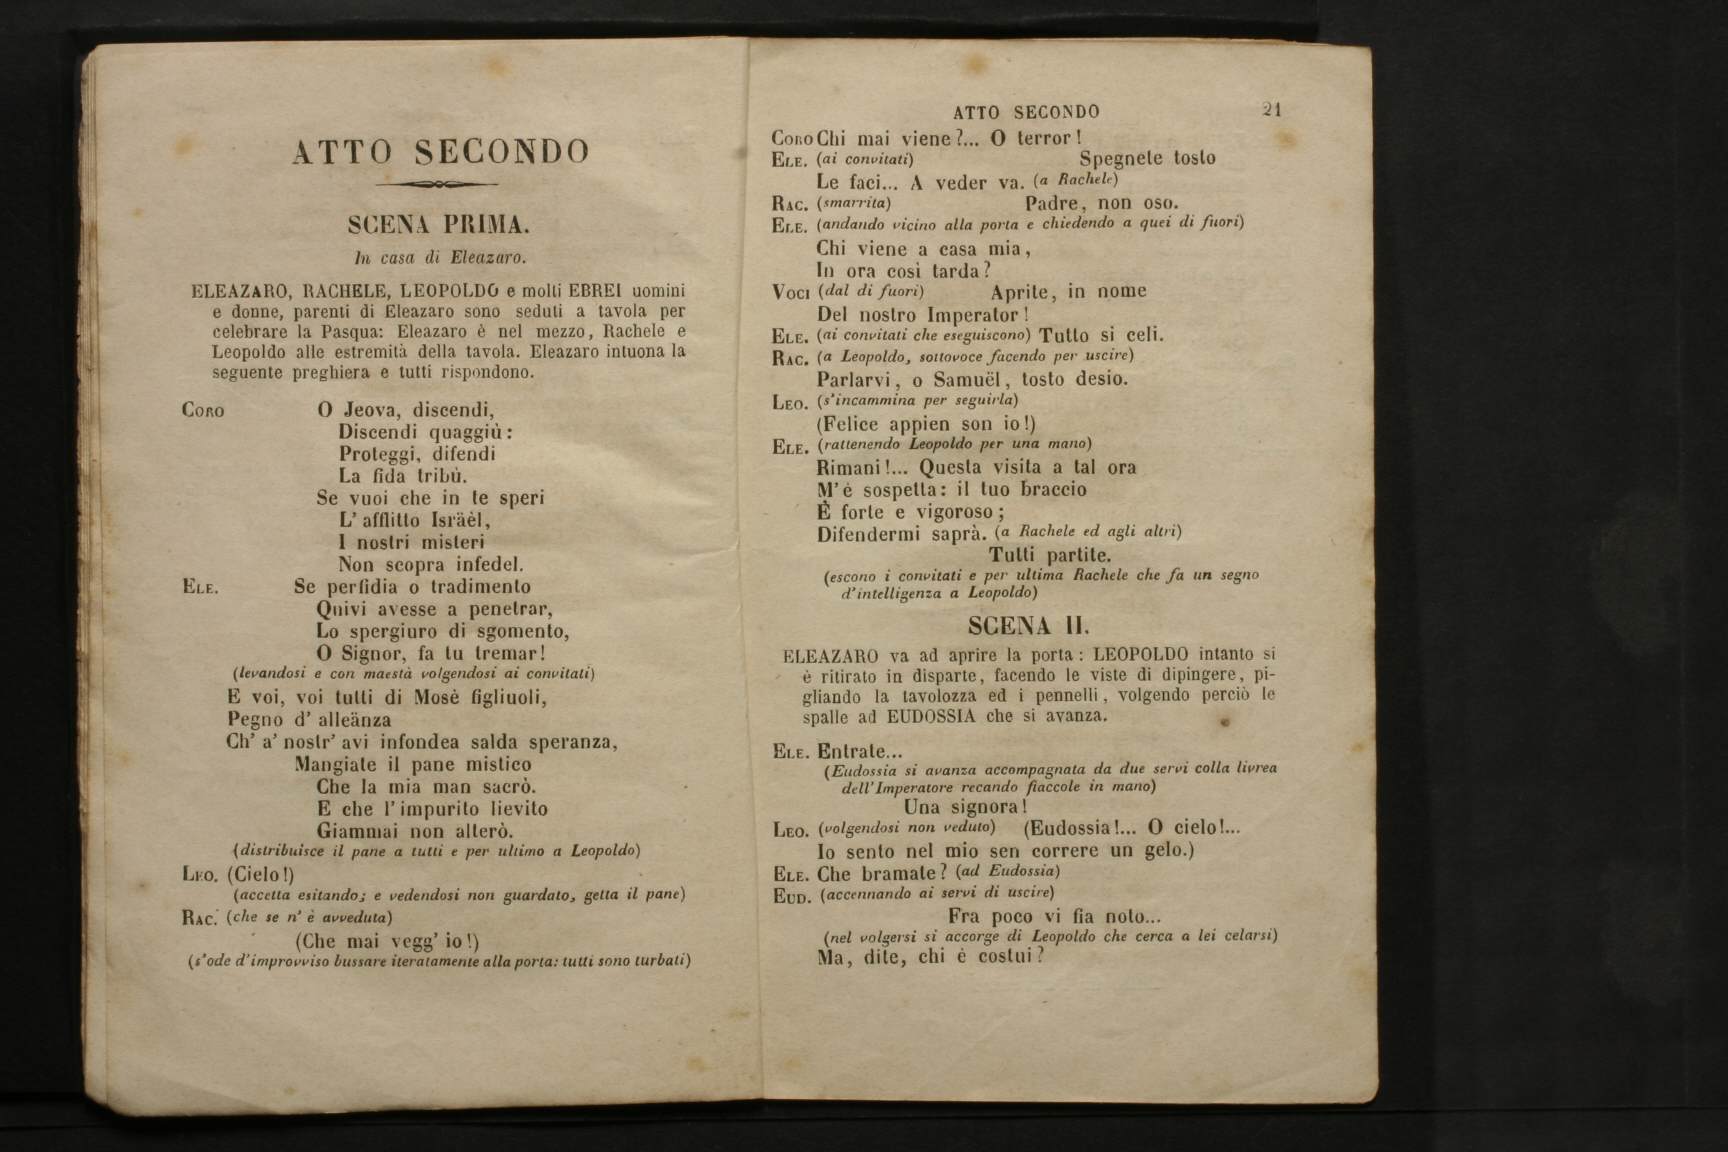 ATTO SECONDO
SCENA PRIMA.
In casa di Eleazaro.
ELEAZARO, RACHELE, LEOPOLDO e molti EBREI uomini
e donne, parenti di Eleazaro sono seduti a tavola per
celebrare la Pasqua: Eleazaro è nel mezzo, Rachele e
Leopoldo alle estremità della tavola. Eleazaro intuona la
seguente preghiera e tutti rispondono.
CORO O Jeova, discendi,
Discendi quaggiù:
Proteggi, difendi
La fida tribù.
Se vuoi che in te speri
L' afflitto Isräèl,
I nostri misteri
Non scopra infedel.
ELE. Se perfidia o tradimento
Quivi avesse a penetrar,
Lo spergiuro di sgomento,
O Signor, fa tu tremar!
(levandosi e con maestà volgendosi ai convitati)
E voi, voi tutti di Mosè figliuoli,
Pegno d' alleänza
Ch' a' nostr' avi infondea salda speranza,
Mangiate il pane mistico
Che la mia man sacrò.
E che l' impurito lievito
Giammai non alterò.
(distribuisce il pane a tutti e per ultimo a Leopoldo)
LEO. (Cielo!)
(accetta esitando; e vedendosi non guardato, getta il pane)
RAC. (che se n' è avveduta)
(Che mai vegg' io!)
(s'ode d'improvviso bussare iteratamente alla porta: tutti sono turbati)
ATTO SECONDO 21
CORO Chi mai viene?... O terror!
ELE. (ai convitati) Spegnete tosto
Le faci... A veder va. (a Rachele)
RAC. (smarrita) Padre, non oso.
ELE. (andando vicino alla porta e chiedendo a quei di fuori)
Chi viene a casa mia,
In ora così tarda?
VOCI (dal di fuori) Aprite, in nome
Del nostro Imperator!
ELE. (ai convitati che eseguiscono) Tutto si celi.
RAC. (a Leopoldo, sottovoce facendo per uscire)
Parlarvi, o Samuël, tosto desio.
LEO. (s'incammina per seguirla)
(Felice appien son io!)
ELE. (rattenendo Leopoldo per una mano)
Rimani!... Questa visita a tal ora
M' è sospetta: il tuo braccio
È forte e vigoroso;
Difendermi saprà. (a Rachele ed agli altri)
Tutti partite.
(escono i convitati e per ultima Rachele che fa un segno
d'intelligenza a Leopoldo)
SCENA II.
ELEAZARO va ad aprire la porta: LEOPOLDO intanto si
è ritirato in disparte, facendo le viste di dipingere, pi-
gliando la tavolozza ed i pennelli, volgendo perciò le
spalle ad EUDOSSIA che si avanza.
ELE. Entrate...
(Eudossia si avanza accompagnata da due servi colla livrea
dell'Imperatore recando fiaccole in mano)
Una signora!
LEO. (volgendosi non veduto) (Eudossia!... O cielo!...
Io sento nel mio sen correre un gelo.)
ELE. Che bramate? (ad Eudossia)
EUD. (accennando ai servi di uscire)
Fra poco vi fia noto...
(nel volgersi si accorge di Leopoldo che cerca a lei celarsi)
Ma, dite, chi è costui?